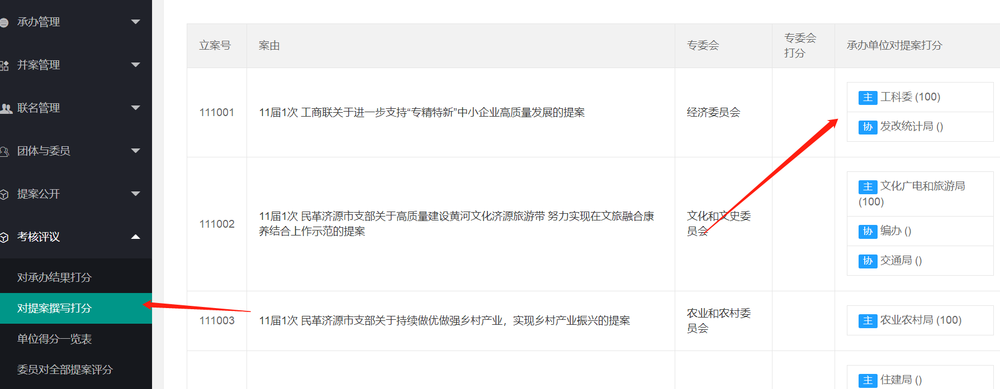 承办管理
并案管理
联名管理
团体与委员
提案公开
考核评议
对承办结果打分
对提案撰写打分
单位得分一览表
委员对全部提案评分
立案号
案由
专委会
专委会
打分
承办单位对提案打分
111001
11届1次 工商联关于进一步支持“专精特新”中小企业高质量发展的提案
经济委员会
主 工科委 (100)
协 发改统计局 ()
111002
11届1次 民革济源市支部关于高质量建设黄河文化济源旅游带 努力实现在文旅融合康
养结合上作示范的提案
文化和文史委
员会
主 文化广电和旅游局
(100)
协 编办 ()
协 交通局 ()
111003
11届1次 民革济源市支部关于持续做优做强乡村产业，实现乡村产业振兴的提案
农业和农村委
员会
主 农业农村局 (100)
主 住建局 ()